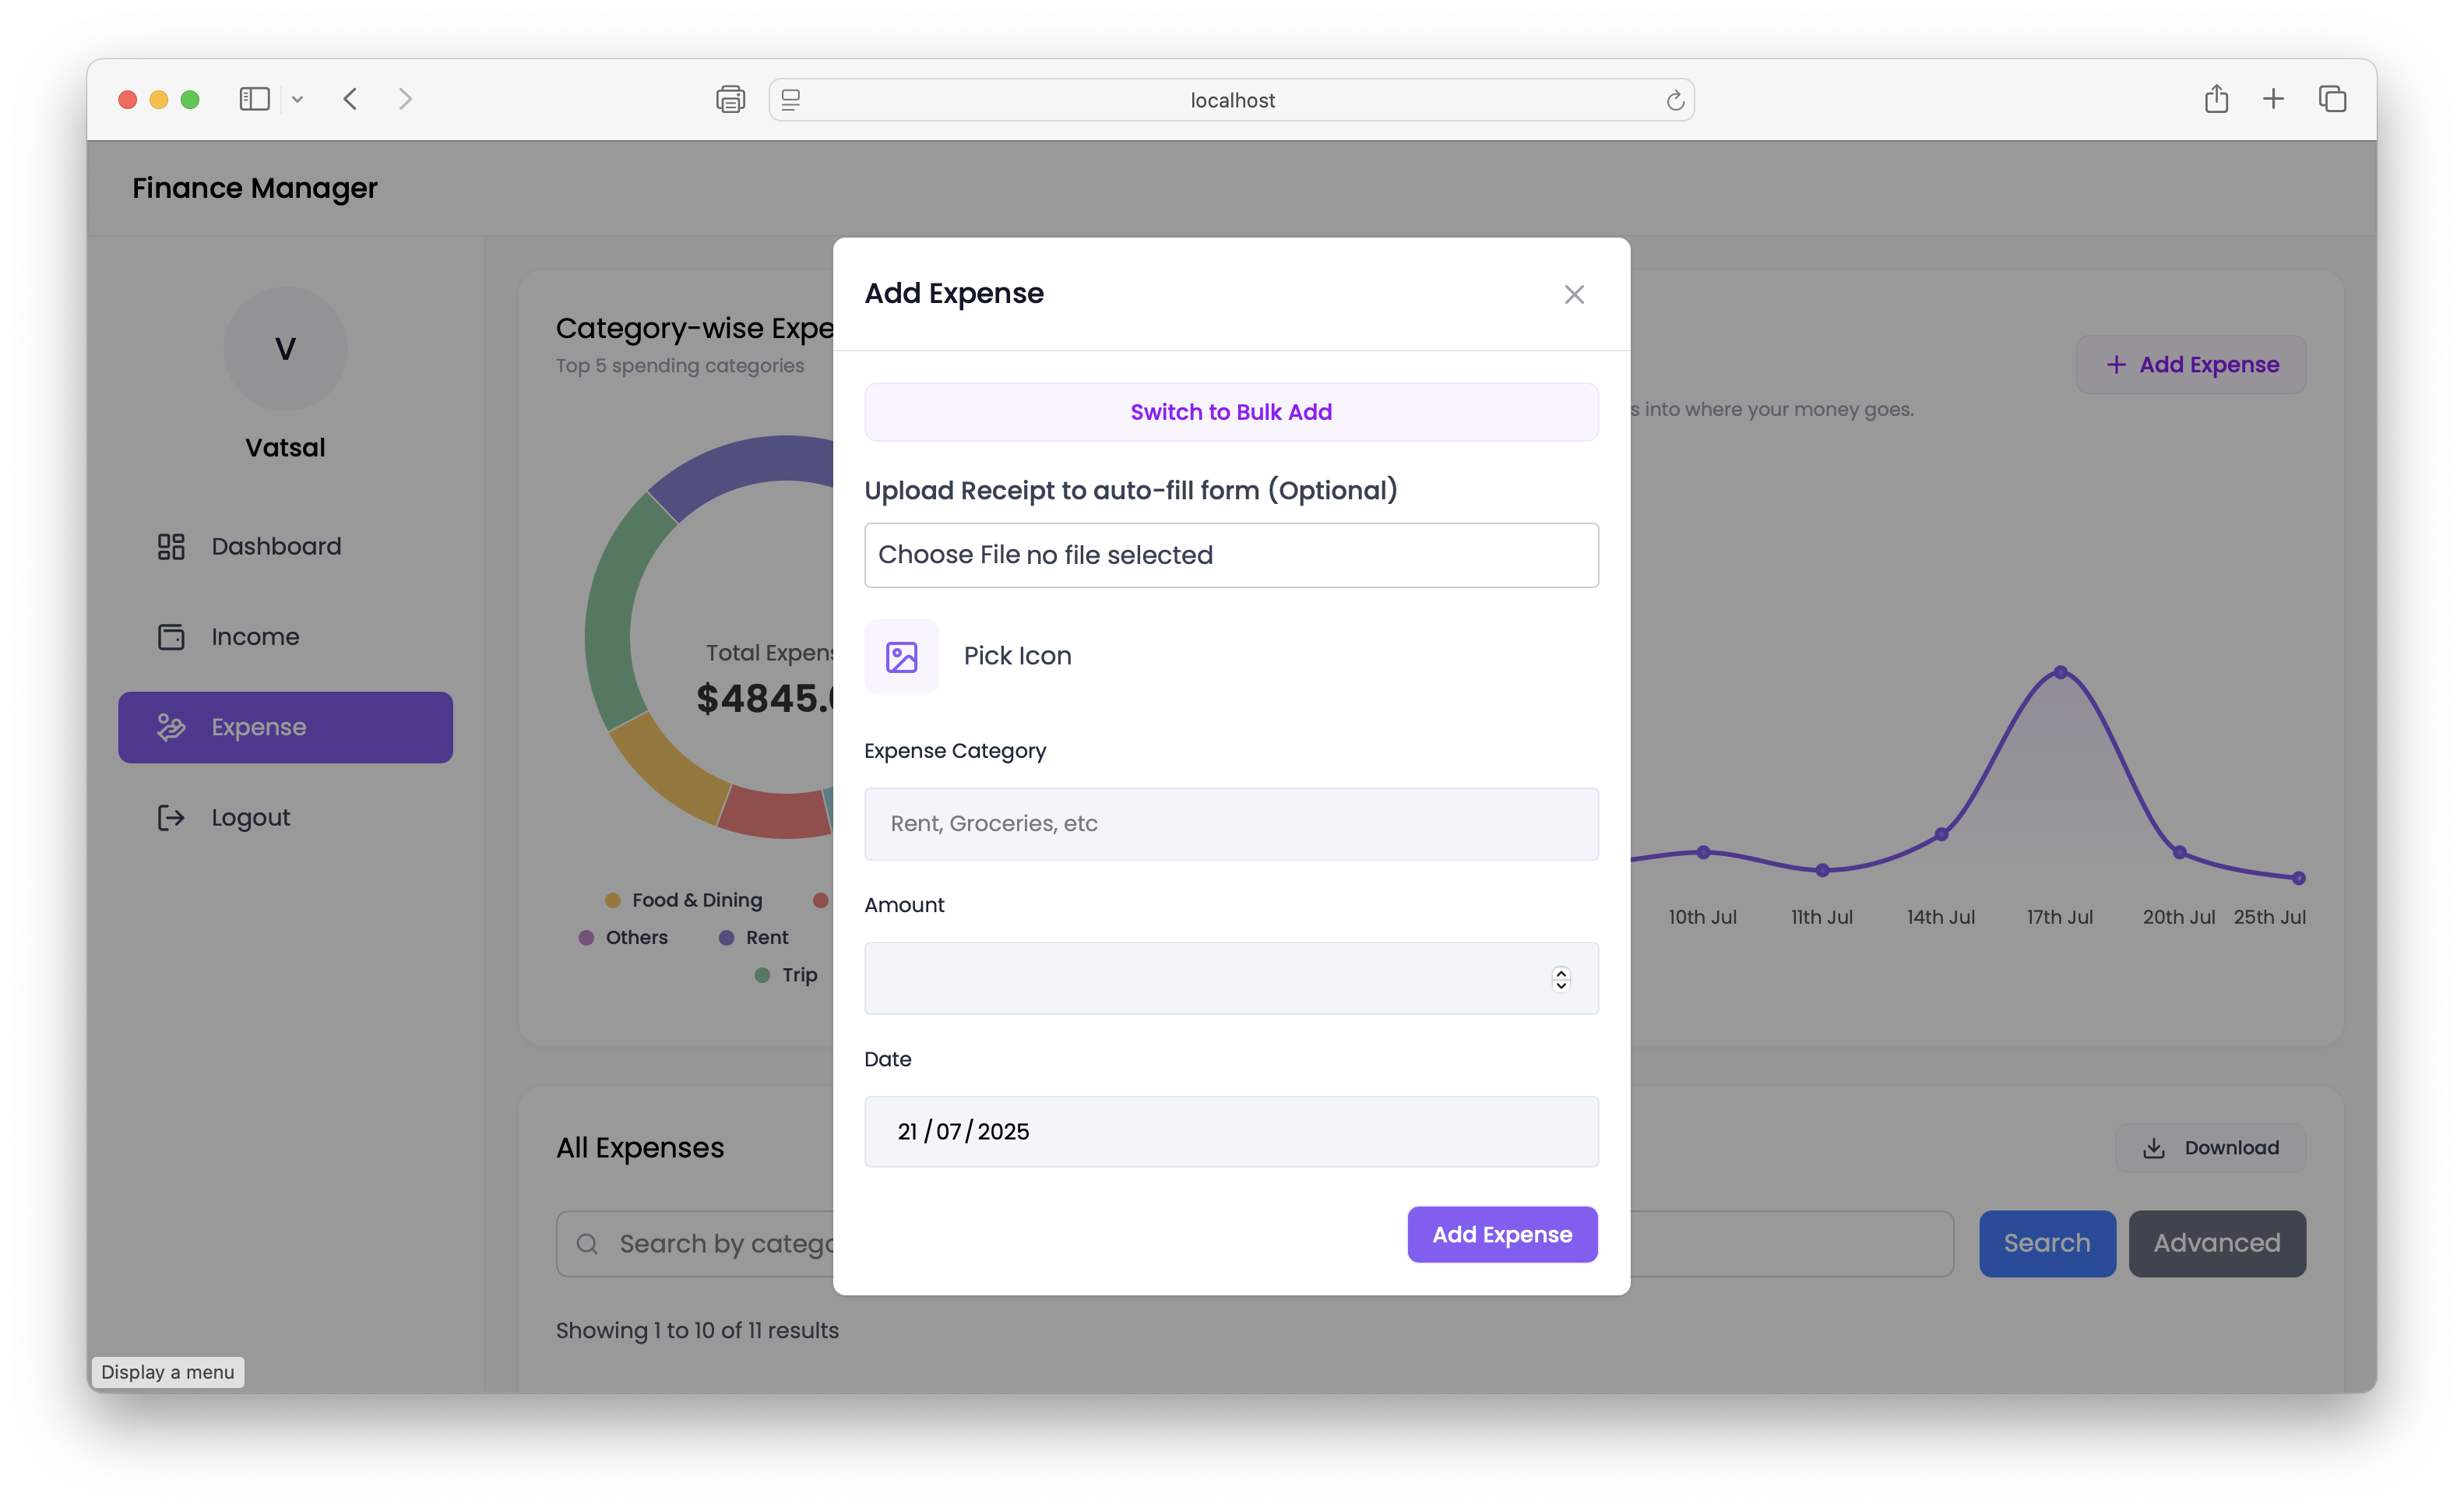 localhost
Finance Manager
V
Vatsal
Dashboard
Income
Expense
Logout
Category-wise Expe
Top 5 spending categories
Total Expens
$4845.
Food & Dining
Others
Rent
Trip
Add Expense
Switch to Bulk Add
Upload Receipt to auto-fill form (Optional)
Choose File no file selected
Pick Icon
Expense Category
Rent, Groceries, etc
Amount
Date
21/07/2025
Add Expense
+ Add Expense
s into where your money goes.
10th Jul 11th Jul 14th Jul 17th Jul 20th Jul 25th Jul
All Expenses
Download
Search by catego
Search
Advanced
Showing 1 to 10 of 11 results
Display a menu